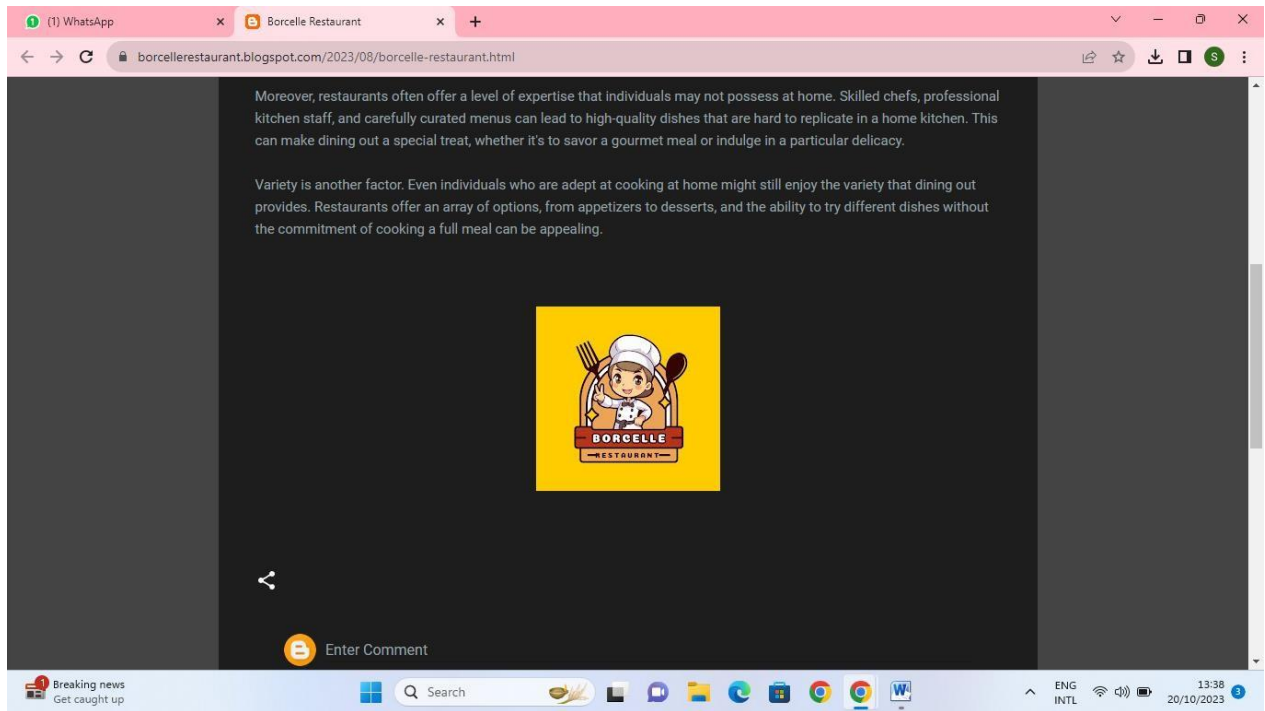 (1) WhatsApp
Borcelle Restaurant
borcellerestaurant.blogspot.com/2023/08/borcelle-restaurant.html
S
Moreover, restaurants often offer a level of expertise that individuals may not possess at home. Skilled chefs, professional
kitchen staff, and carefully curated menus can lead to high-quality dishes that are hard to replicate in a home kitchen. This
can make dining out a special treat, whether it's to savor a gourmet meal or indulge in a particular delicacy.
Variety is another factor. Even individuals who are adept at cooking at home might still enjoy the variety that dining out
provides. Restaurants offer an array of options, from appetizers to desserts, and the ability to try different dishes without
the commitment of cooking a full meal can be appealing.
BORCELLE
RESTAURANT
Enter Comment
1
Breaking news
Get caught up
Search
W
ENG
INTL
13:38
20/10/2023
3